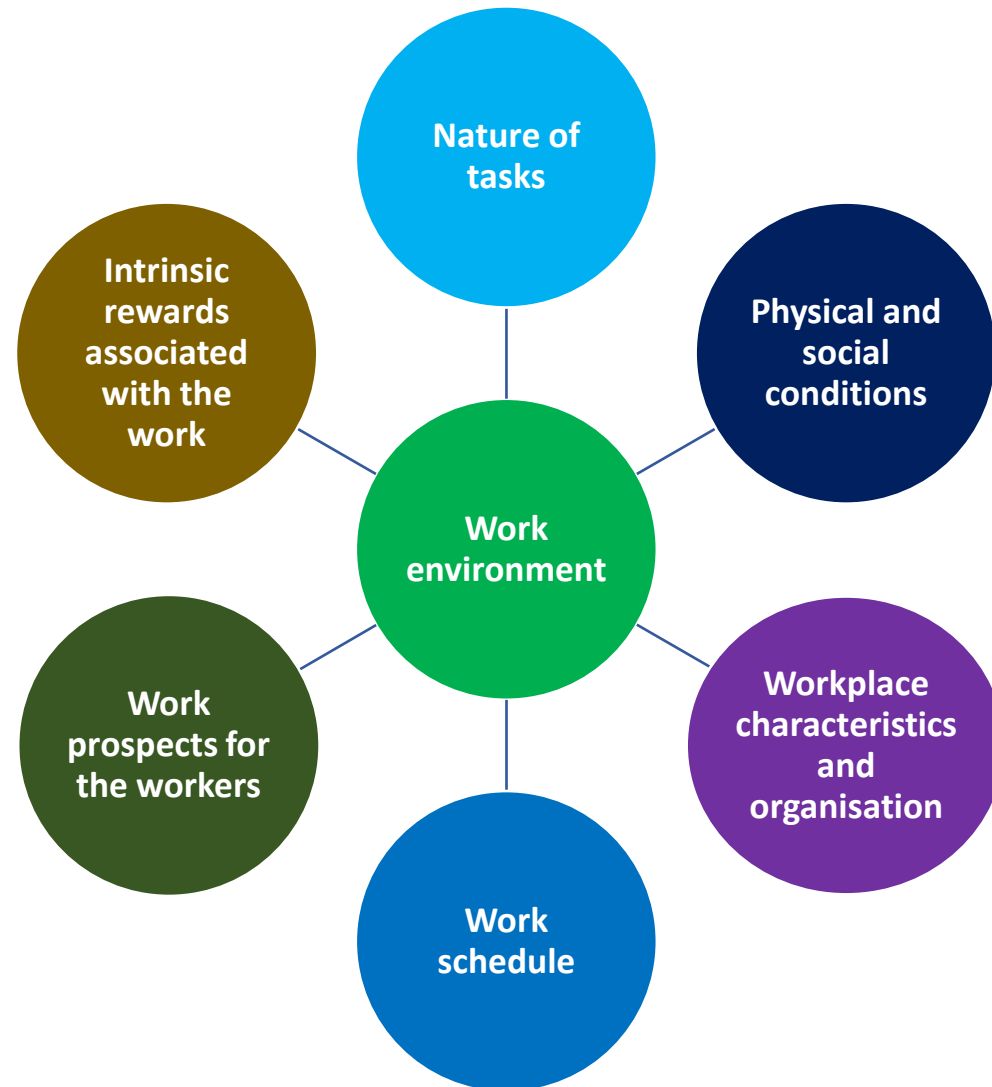 Nature of
tasks
Intrinsic
rewards
associated
with the
work
Physical and
social
conditions
Work
environment
Work
prospects for
the workers
Workplace
characteristics
and
organisation
Work
schedule